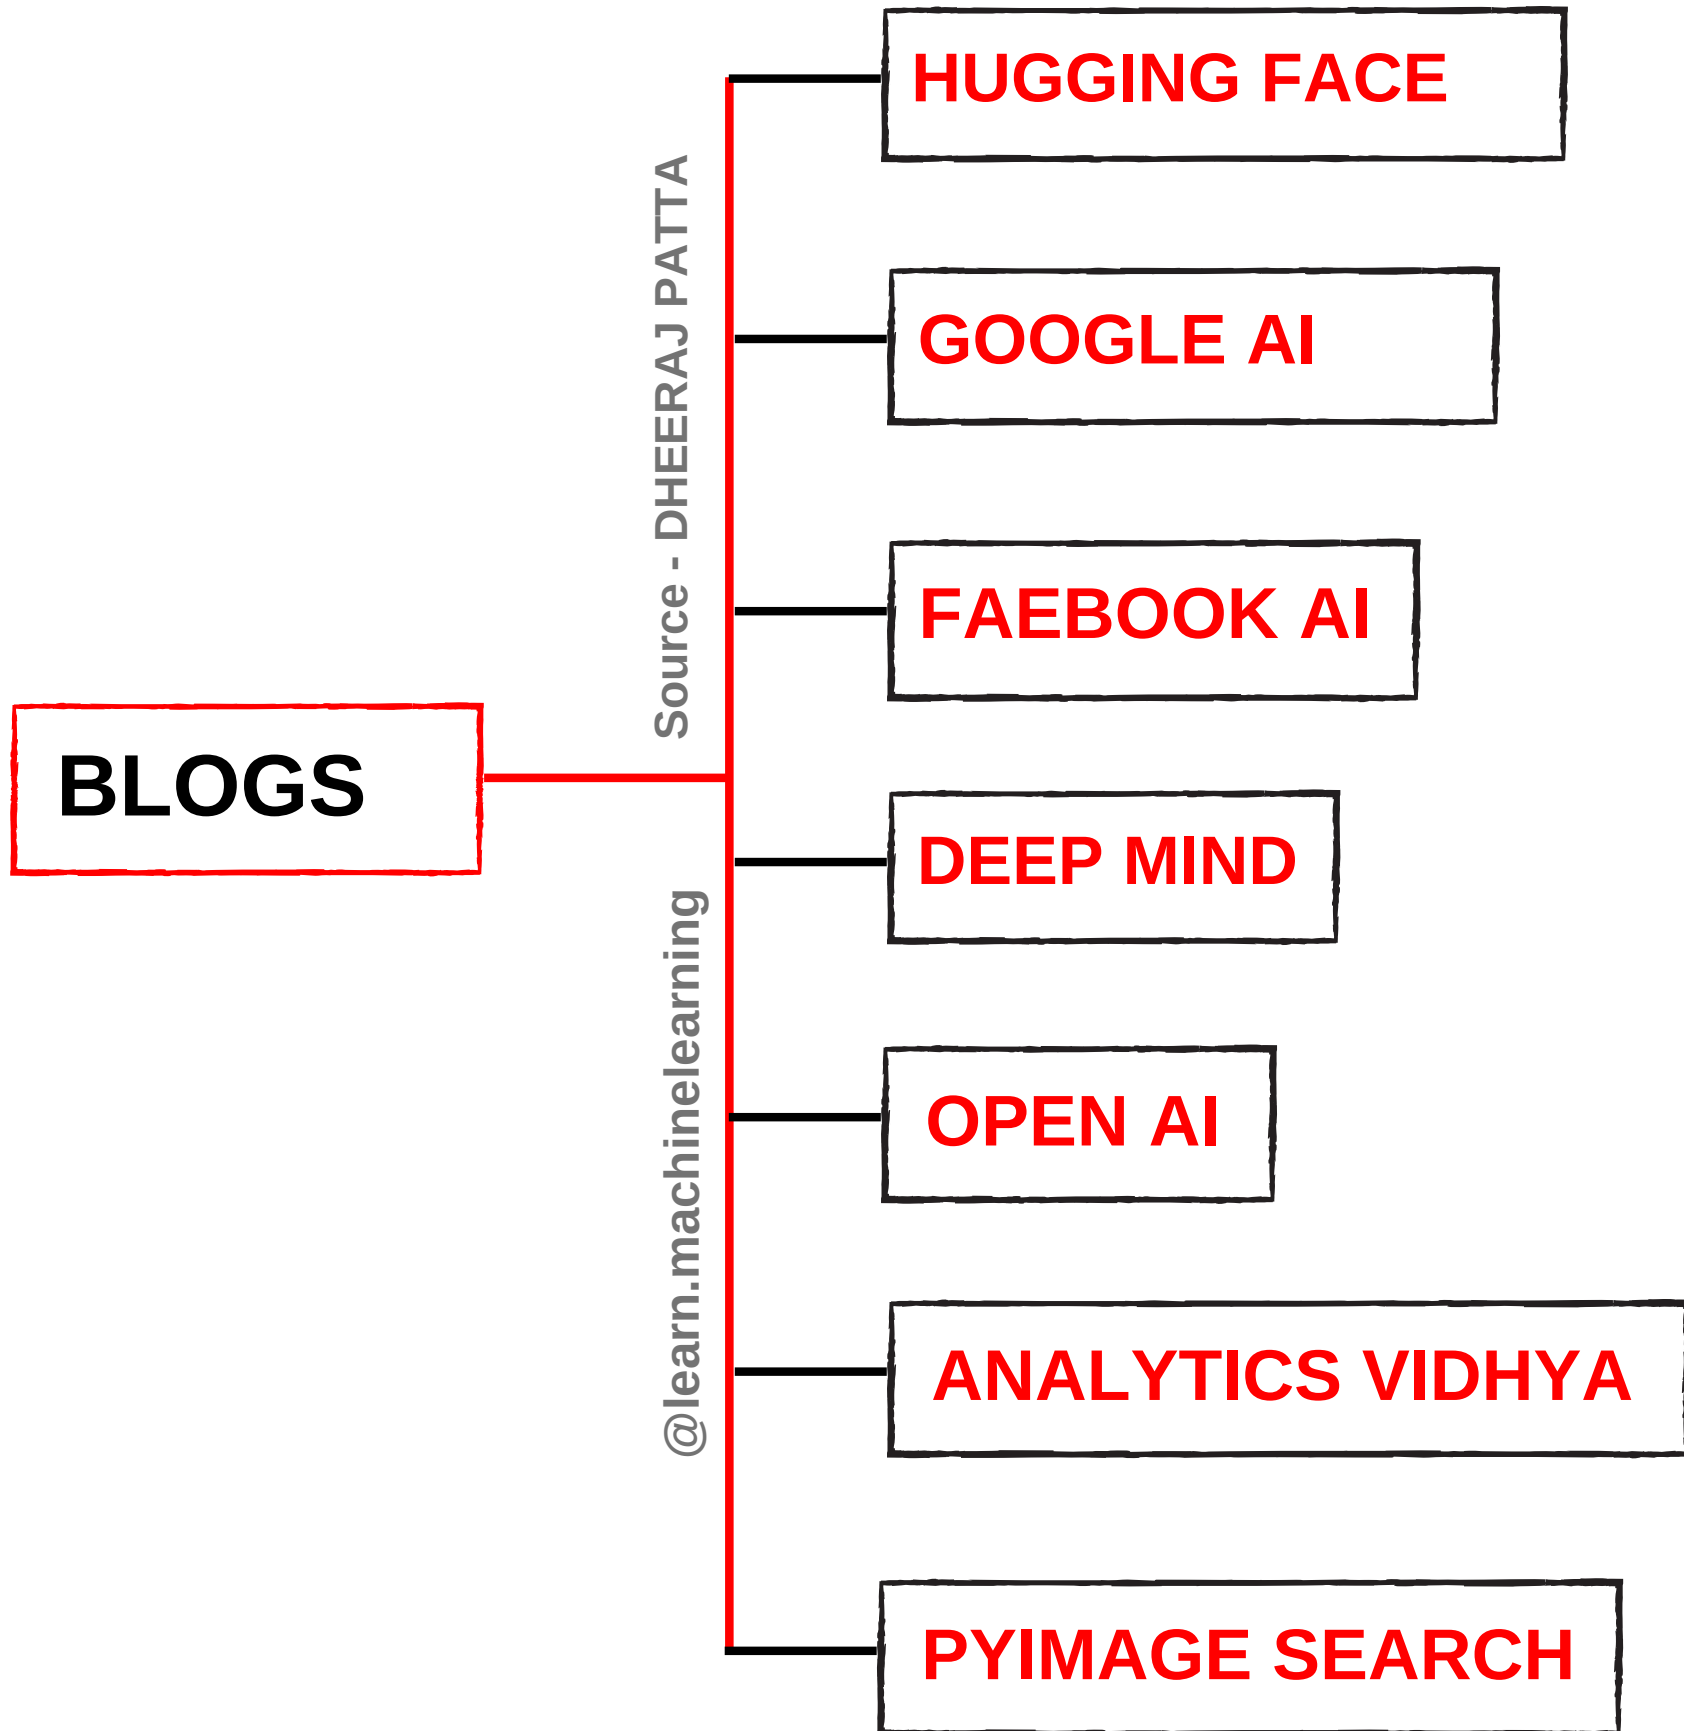 HUGGING FACE
GOOGLE AI
FAEBOOK AI
DEEP MIND
OPEN AI
ANALYTICS VIDHYA
PYIMAGE SEARCH
BLOGS
Source - DHEERAJ PATTA
@learn.machinelearning